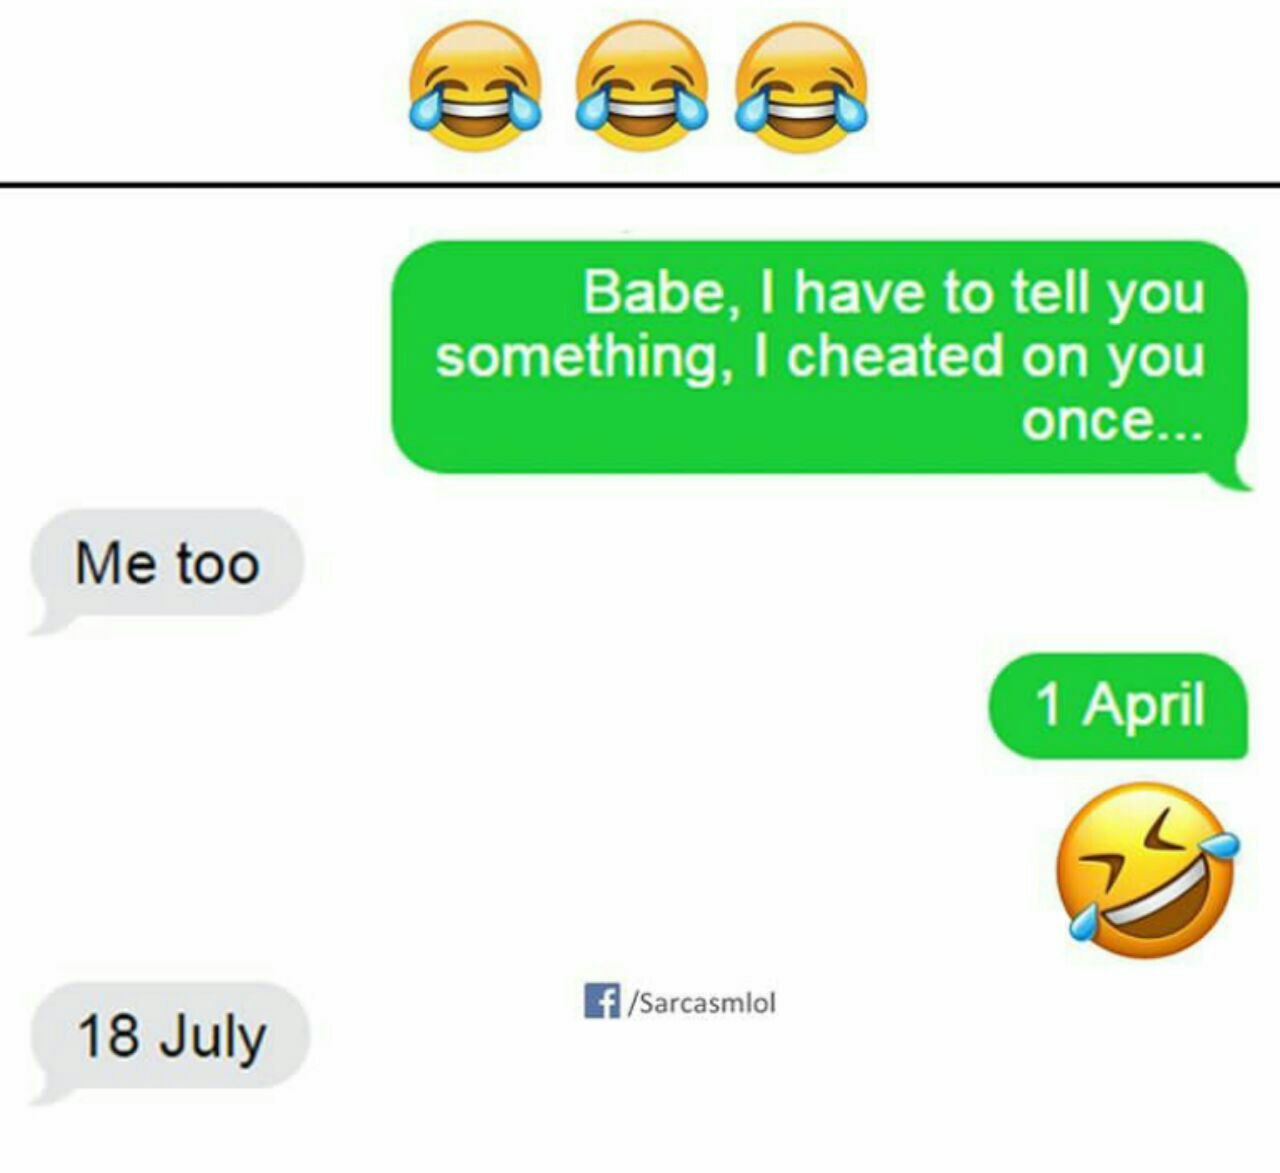 Babe, I have to tell you
something, I cheated on you
once...
Me too
1 April
/Sarcasmlol
18 July